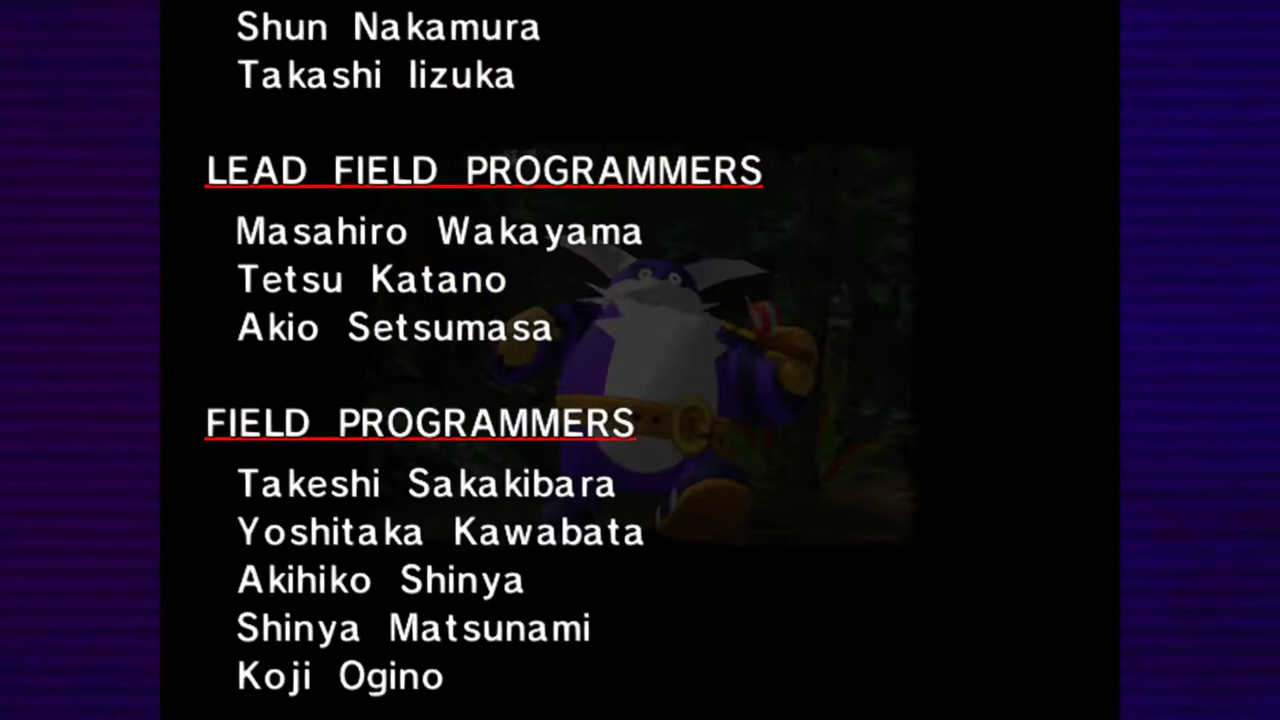 Shun Nakamura
Takashi Iizuka
LEAD FIELD PROGRAMMERS
Masahiro Wakayama
Tetsu Katano
Akio Setsumasa
FIELD PROGRAMMERS
Takeshi Sakakibara
Yoshitaka Kawabata
Akihiko Shinya
Shinya Matsunami
Koji Ogino